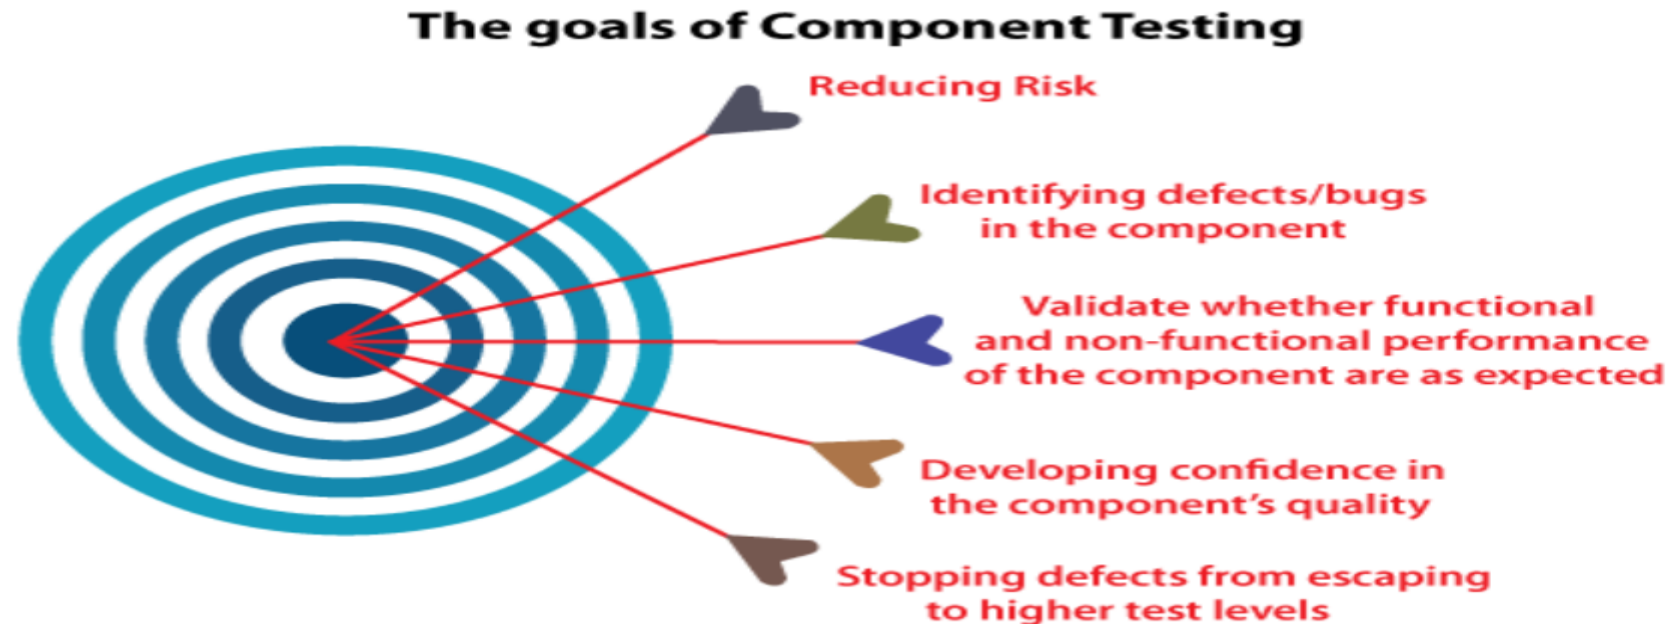 The goals of Component Testing
Reducing Risk
Identifying defects/bugs
in the component
Validate whether functional
and non-functional performance
of the component are as expected
Developing confidence in
the component’s quality
Stopping defects from escaping
to higher test levels